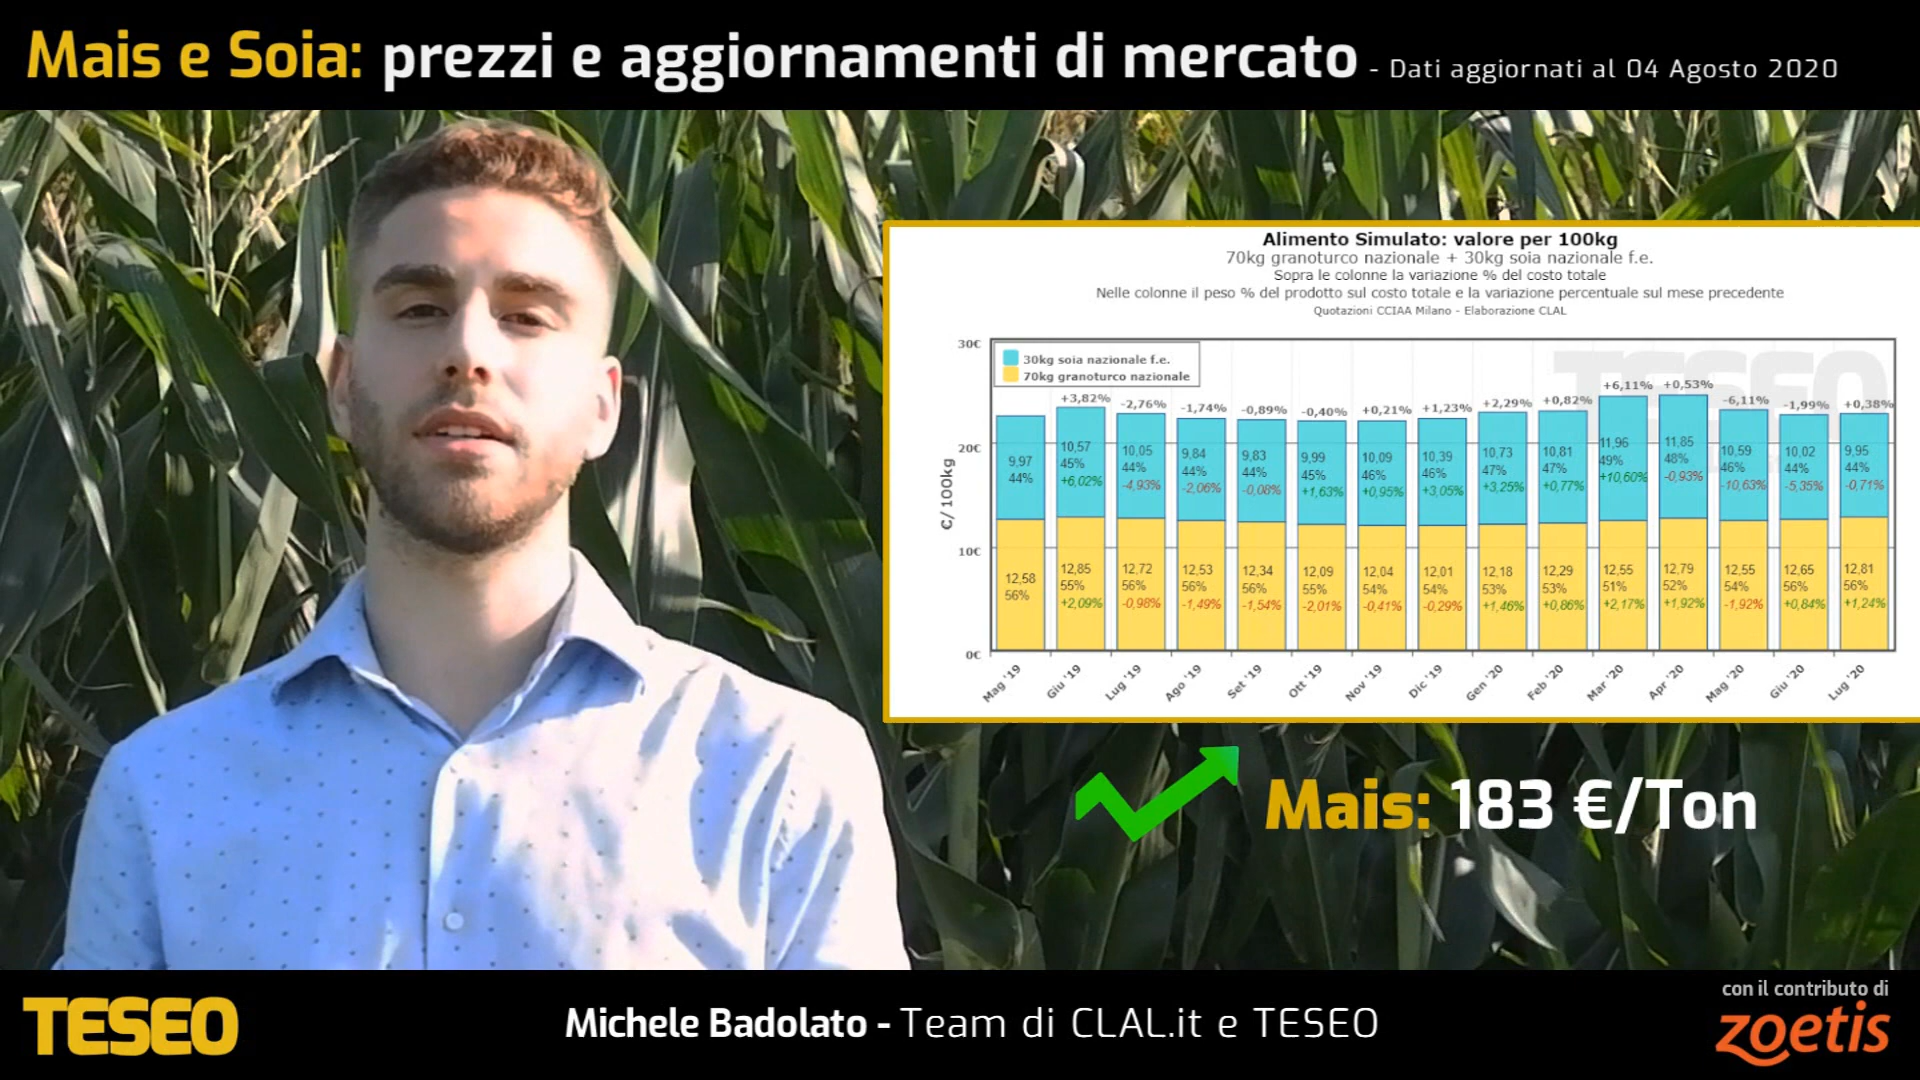 Mais e Soia: prezzi e aggiornamenti di mercato - Dati aggiornati al 04 Agosto 2020
Alimento Simulato: valore per 100kg
70kg granoturco nazionale + 30kg soia nazionale f.e.
Sopra le colonne la variazione % del costo totale
Nelle colonne il peso % del prodotto sul costo totale e la variazione percentuale sul mese precedente
Quotazioni CCIAA Milano - Elaborazione CLAL
TESEO
30kg soia nazionale f.e.
70kg granoturco nazionale
€/100kg
30€
20€
10€
0€
+3,82% -2,76% -1,74% -0,89% -0,40% +0,21% +1,23% +2,29% +0,82% +6,11% +0,53% -6,11% -1,99% +0,38%
9,97 10,57 10,05 9,84 9,83 9,99 10,09 10,39 10,73 10,81 11,96 11,85 10,59 10,02 9,95
44% 45% 44% 44% 44% 45% 46% 46% 47% 47% 49% 48% 46% 44% 44%
+6,02% -4,93% -2,06% -0,08% +1,63% +0,95% +3,05% +3,25% +0,77% +10,60% -0,93% -10,63% -5,35% -0,71%
12,58 12,85 12,72 12,53 12,34 12,09 12,04 12,01 12,18 12,29 12,55 12,79 12,55 12,65 12,81
56% 55% 56% 56% 56% 55% 54% 54% 53% 53% 51% 52% 54% 56% 56%
+2,09% -0,98% -1,49% -1,54% -2,01% -0,41% -0,29% +1,46% +0,86% +2,17% +1,92% -1,92% +0,84% +1,24%
Mag '19 Giu '19 Lug '19 Ago '19 Set '19 Ott '19 Nov '19 Dic '19 Gen '20 Feb '20 Mar '20 Apr '20 Mag '20 Giu '20 Lug '20
Mais: 183 €/Ton
TESEO
Michele Badolato - Team di CLAL.it e TESEO
con il contributo di
zoetis